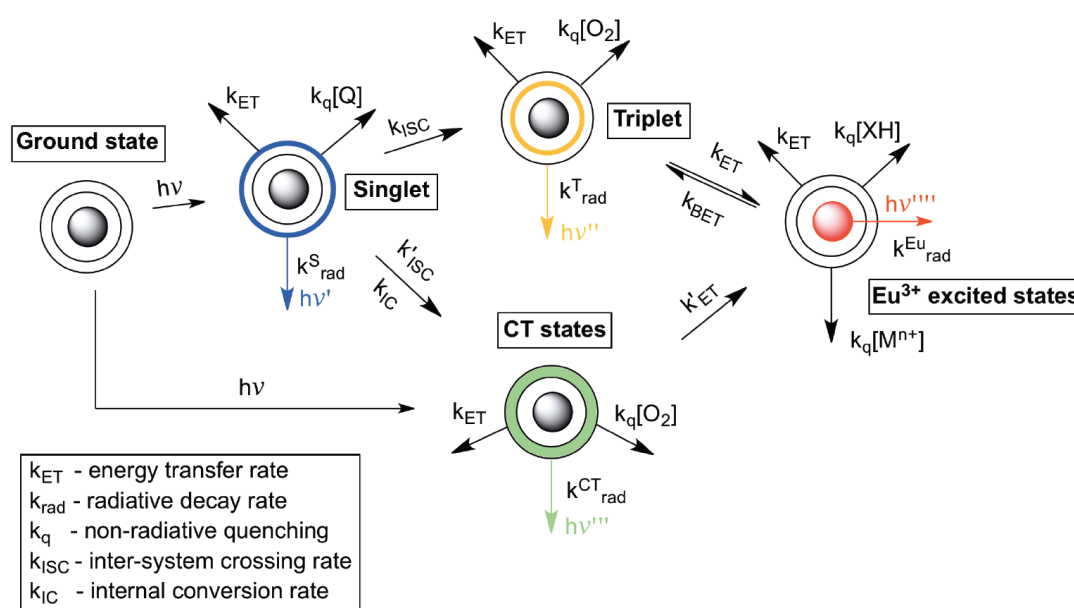 k_ET
k_q[O₂]
k_ET
k_q[Q]
k_ISC
Triplet
k_ET
k_q[XH]
Ground state
hν
Singlet
k_ET
k_BET
k^T_rad
hν''
hν''''
k^Eu_rad
k^S_rad
hν'
k'_ISC
k_IC
CT states
k'_ET
Eu³⁺ excited states
k_q[Mⁿ⁺]
hν
k_ET
k_q[O₂]
k^CT_rad
hν'''
k_ET - energy transfer rate
k_rad - radiative decay rate
k_q - non-radiative quenching
k_ISC - inter-system crossing rate
k_IC - internal conversion rate